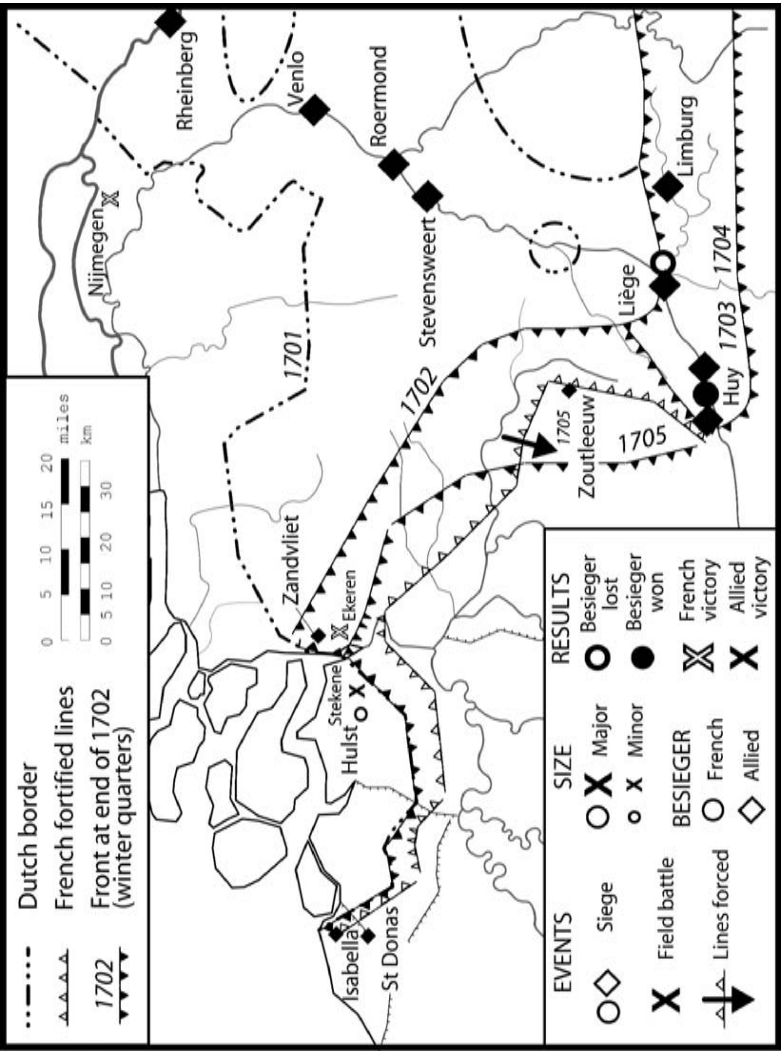 Dutch border
French fortified lines
1702 Front at end of 1702
(winter quarters)
0 5 10 15 20 miles
0 5 10 20 30 km
Nijmegen
Rheinberg
Venlo
Roermond
Stevensweert
Liège
Limburg
Huy
Zoutleeuw
Zandvliet
Ekeren
Stekene
Hulst
Isabella
St Donas
1701
1702
1703
1704
1705
1705
EVENTS
Siege
Field battle
Lines forced
SIZE
Major
Minor
BESIEGER
French
Allied
RESULTS
Besieger
lost
Besieger
won
French
victory
Allied
victory